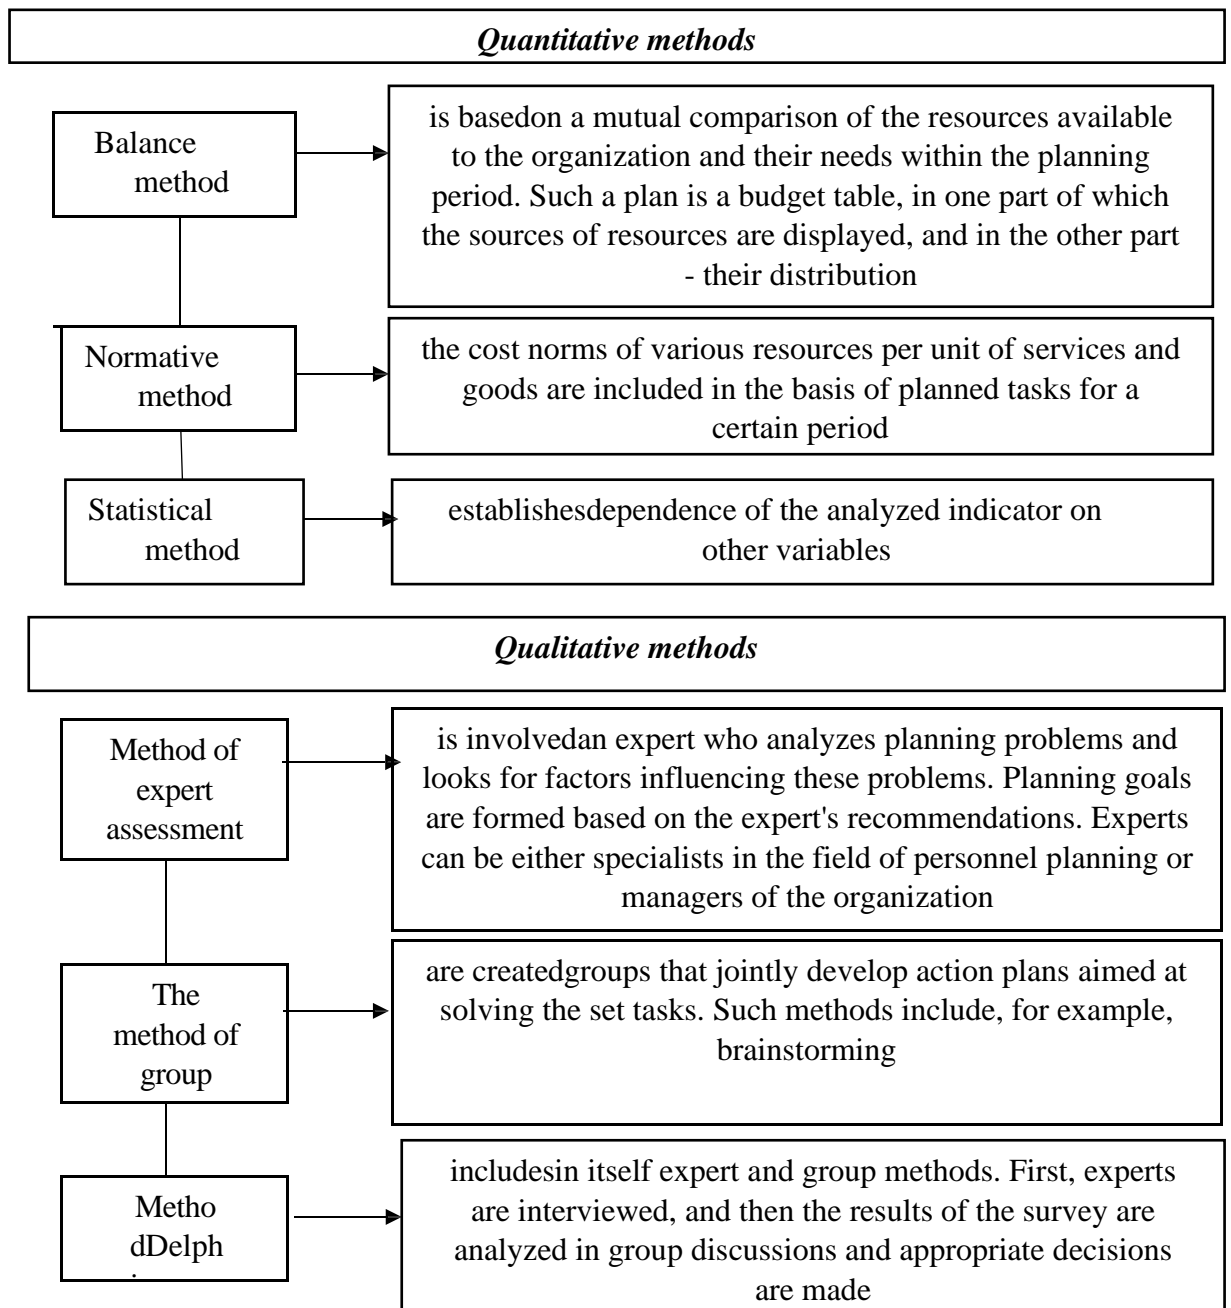 Quantitative methods
Balance
method
is basedon a mutual comparison of the resources available
to the organization and their needs within the planning
period. Such a plan is a budget table, in one part of which
the sources of resources are displayed, and in the other part
- their distribution
Normative
method
the cost norms of various resources per unit of services and
goods are included in the basis of planned tasks for a
certain period
Statistical
method
establishesdependence of the analyzed indicator on
other variables
Qualitative methods
Method of
expert
assessment
is involvedan expert who analyzes planning problems and
looks for factors influencing these problems. Planning goals
are formed based on the expert's recommendations. Experts
can be either specialists in the field of personnel planning or
managers of the organization
The
method of
group
are createdgroups that jointly develop action plans aimed at
solving the set tasks. Such methods include, for example,
brainstorming
Metho
dDelph
includesin itself expert and group methods. First, experts
are interviewed, and then the results of the survey are
analyzed in group discussions and appropriate decisions
are made